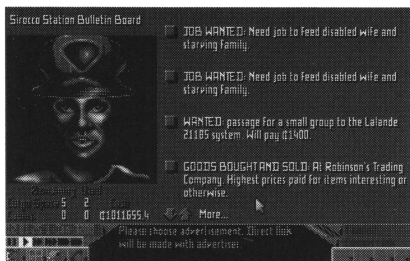 Sirocco Station Bulletin Board
JOB WANTED: Need job to feed disabled wife and
starving family.
JOB WANTED: Need job to feed disabled wife and
starving family.
WANTED: passage for a small group to the Lalande
21185 system. Will pay ₵1400.
GOODS BOUGHT AND SOLD: At Robinson's Trading
Company. Highest prices paid for items interesting or
otherwise.
More...
Cargo Space 5 2
Cabins 0 0 ₵1011655.4
Please choose advertisement. Direct link
will be made with advertiser